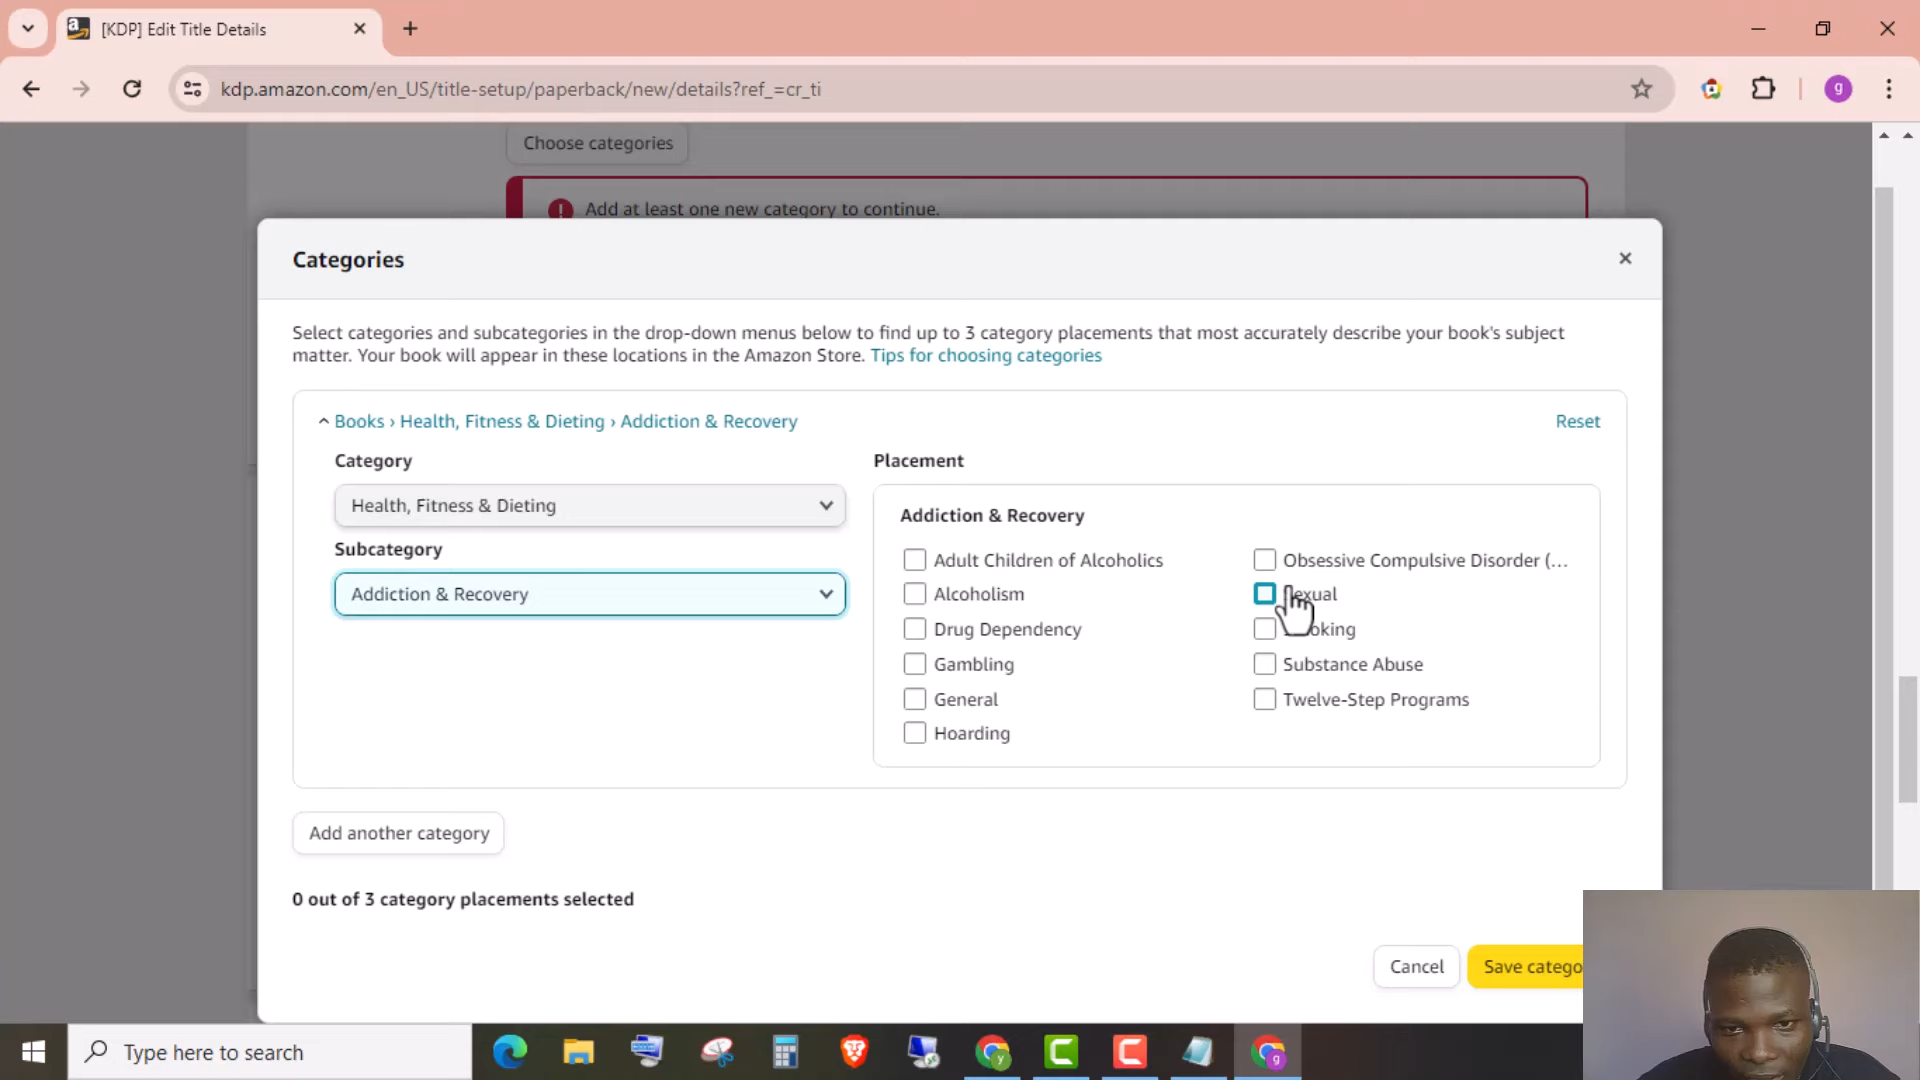 [KDP] Edit Title Details
kdp.amazon.com/en_US/title-setup/paperback/new/details?ref_=cr_ti
g
Choose categories
Add at least one new category to continue.
Categories
Select categories and subcategories in the drop-down menus below to find up to 3 category placements that most accurately describe your book's subject
matter. Your book will appear in these locations in the Amazon Store. Tips for choosing categories
Books › Health, Fitness & Dieting › Addiction & Recovery
Reset
Category
Health, Fitness & Dieting
Subcategory
Addiction & Recovery
Placement
Addiction & Recovery
Adult Children of Alcoholics
Alcoholism
Drug Dependency
Gambling
General
Hoarding
Obsessive Compulsive Disorder (...
Sexual
Smoking
Substance Abuse
Twelve-Step Programs
Add another category
0 out of 3 category placements selected
Cancel
Save catego
Type here to search